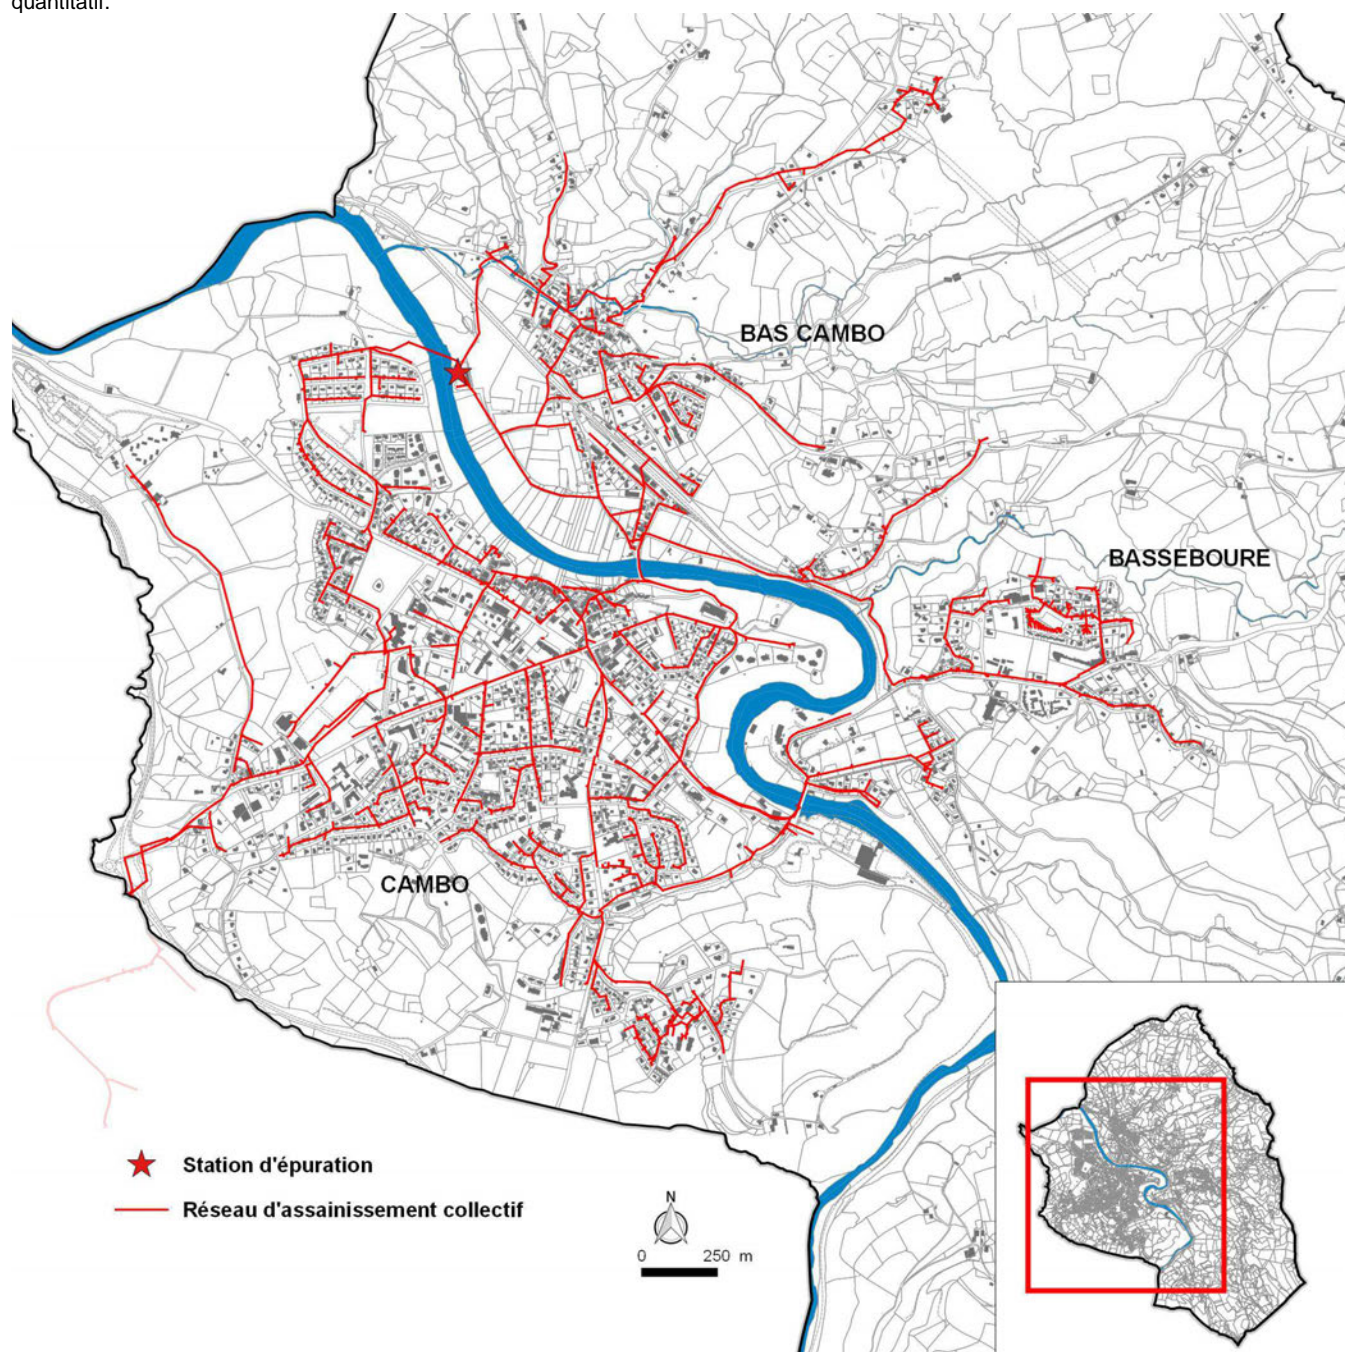 quantitatif.
BAS CAMBO
BASSEBOURE
CAMBO
Station d'épuration
Réseau d'assainissement collectif
N
0 250 m